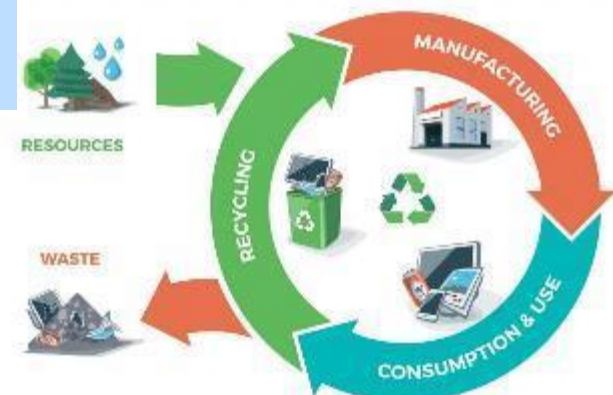 RESOURCES
MANUFACTURING
RECYCLING
WASTE
CONSUMPTION & USE